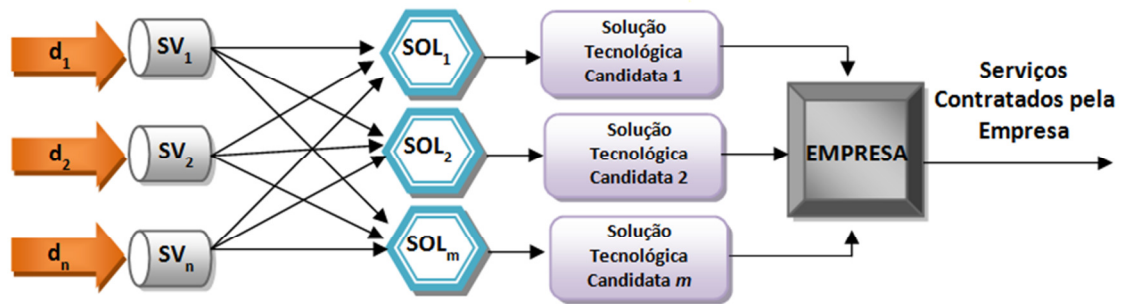 d1
SV1
SOL1
Solução
Tecnológica
Candidata 1
d2
SV2
SOL2
Solução
Tecnológica
Candidata 2
dn
SVn
SOLm
Solução
Tecnológica
Candidata m
EMPRESA
Serviços
Contratados pela
Empresa